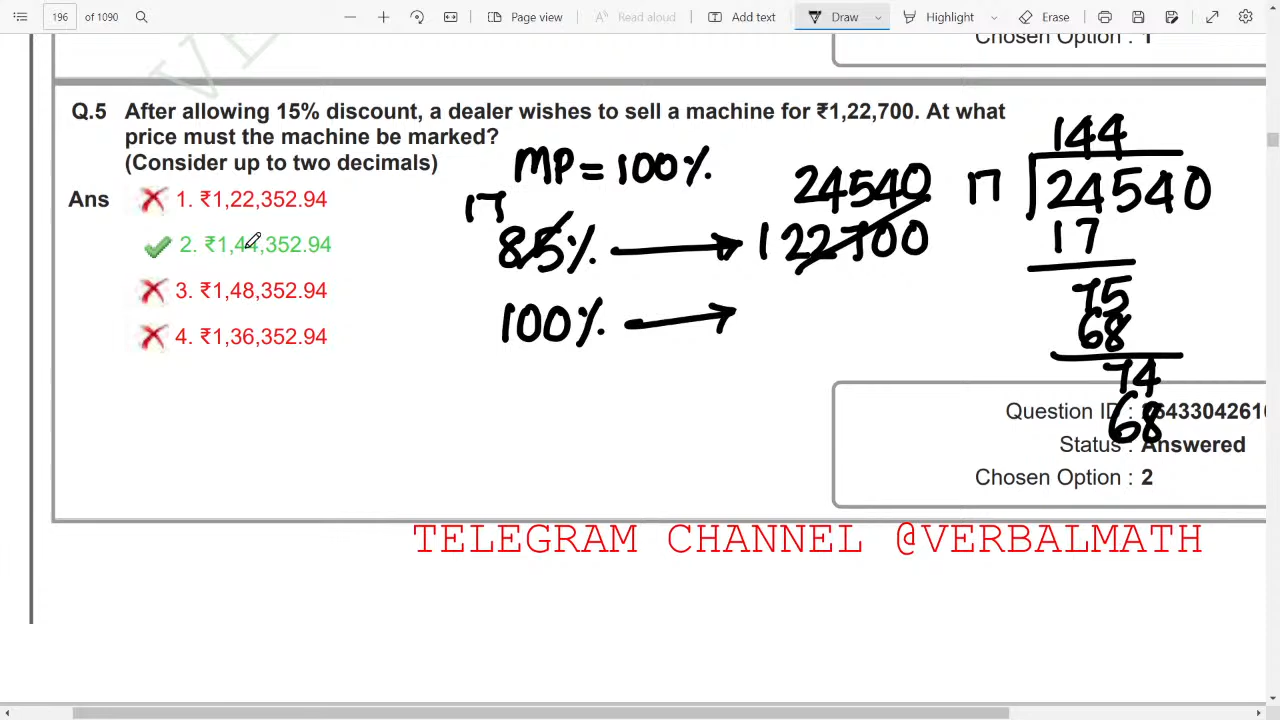 196 of 1090
Page view
Read aloud
Add text
Draw
Highlight
Erase
Chosen Option : 1
Q.5 After allowing 15% discount, a dealer wishes to sell a machine for ₹1,22,700. At what
price must the machine be marked?
(Consider up to two decimals)
Ans
1. ₹1,22,352.94
2. ₹1,44,352.94
3. ₹1,48,352.94
4. ₹1,36,352.94
MP = 100%
17
24540
85% → 122700
100% →
144
17 24540
17
75
68
74
68
Question ID :
Status : Answered
Chosen Option : 2
TELEGRAM CHANNEL @VERBALMATH